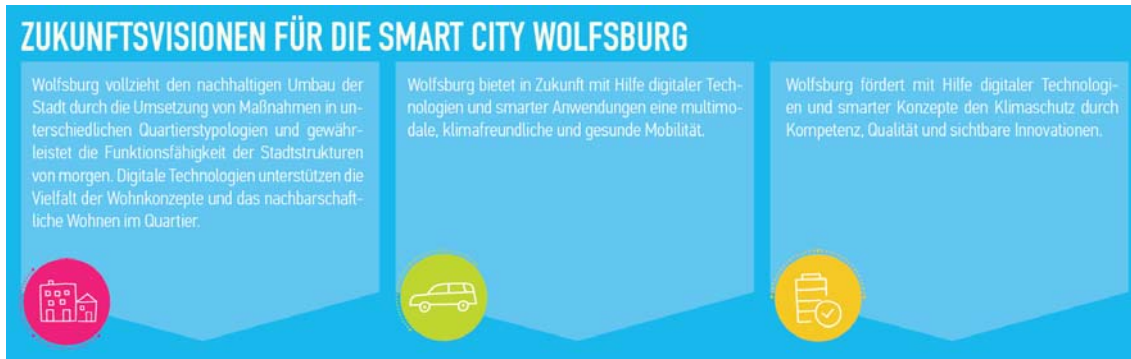 ZUKUNFTSVISIONEN FÜR DIE SMART CITY WOLFSBURG
Wolfsburg vollzieht den nachhaltigen Umbau der
Stadt durch die Umsetzung von Maßnahmen in un-
terschiedlichen Quartierstypologien und gewähr-
leistet die Funktionsfähigkeit der Stadtstrukturen
von morgen. Digitale Technologien unterstützen die
Vielfalt der Wohnkonzepte und das nachbarschaft-
liche Wohnen im Quartier.
Wolfsburg bietet in Zukunft mit Hilfe digitaler Tech-
nologien und smarter Anwendungen eine multimo-
dale, klimafreundliche und gesunde Mobilität.
Wolfsburg fördert mit Hilfe digitaler Technologi-
en und smarter Konzepte den Klimaschutz durch
Kompetenz, Qualität und sichtbare Innovationen.